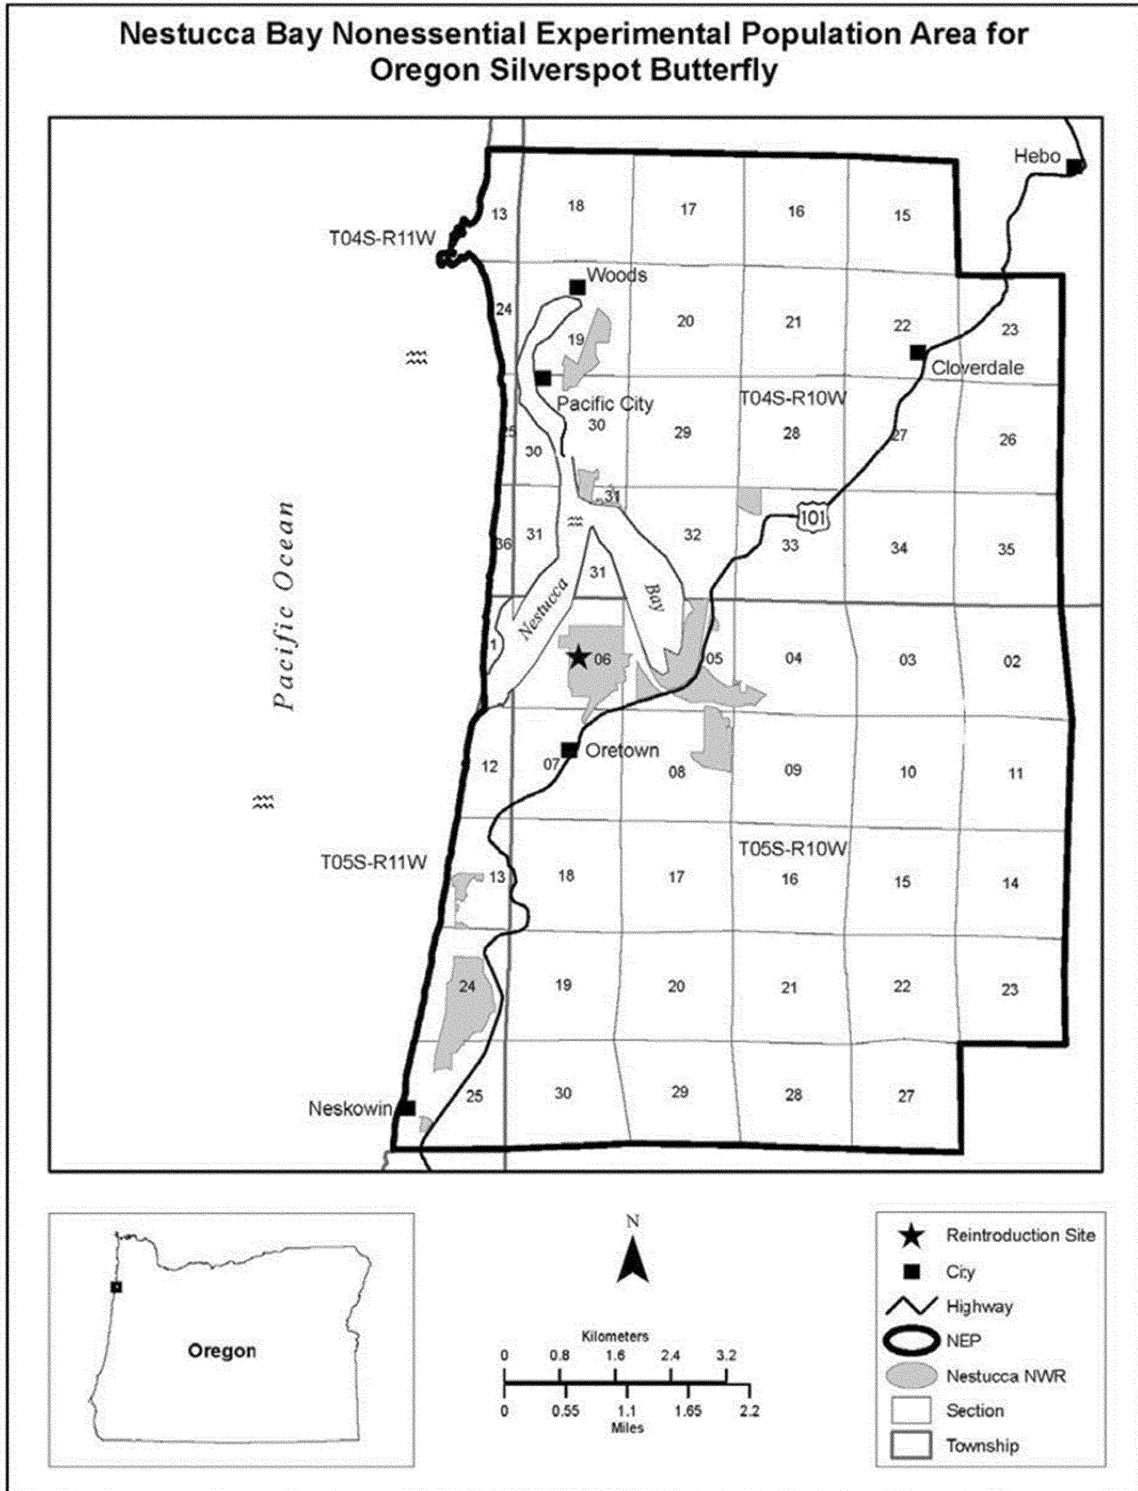 Nestucca Bay Nonessential Experimental Population Area for
Oregon Silverspot Butterfly
Hebo
13 18 17 16 15
T04S-R11W
Woods
24 19 20 21 22 23
Cloverdale
Pacific City
T04S-R10W
25 30 30 29 28 27 26
31
101
36 31 32 33 34 35
31
Nestucca
Bay
Pacific Ocean
1 06 05 04 03 02
Oretown
12 07 08 09 10 11
T05S-R11W
T05S-R10W
13 18 17 16 15 14
24 19 20 21 22 23
Neskowin
25 30 29 28 27
Oregon
N
Kilometers
0 0.8 1.6 2.4 3.2
0 0.55 1.1 1.65 2.2
Miles
Reintroduction Site
City
Highway
NEP
Nestucca NWR
Section
Township